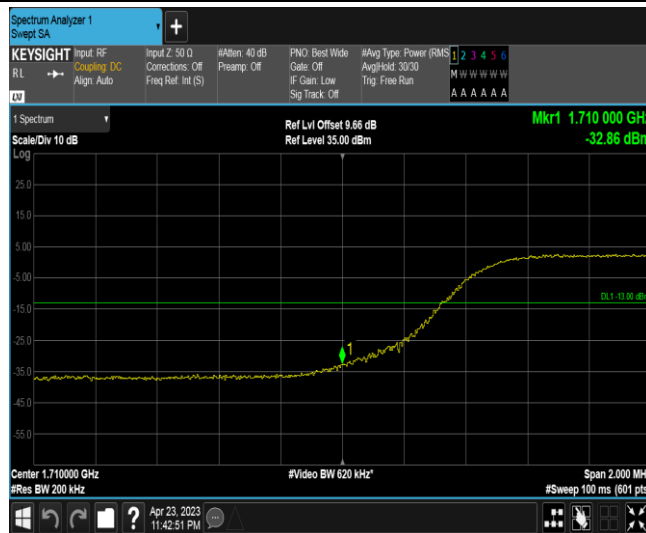 Spectrum Analyzer 1
Swept SA
+
KEYSIGHT
RL
LXI
Input: RF
Coupling: DC
Align: Auto
Input Z: 50 Ω
Corrections: Off
Freq Ref: Int (S)
#Atten: 40 dB
Preamp: Off
PNO: Best Wide
Gate: Off
IF Gain: Low
Sig Track: Off
#Avg Type: Power (RMS
Avg|Hold: 30/30
Trig: Free Run
1 2 3 4 5 6
M W W W W W
A A A A A A
1 Spectrum
Scale/Div 10 dB
Ref Lvl Offset 9.66 dB
Ref Level 35.00 dBm
Mkr1 1.710 000 GHz
-32.86 dBm
Log
25.0
15.0
5.00
-5.00
DL1 -13.00 dBm
-15.0
-25.0
1
-35.0
-45.0
-55.0
Center 1.710000 GHz
#Res BW 200 kHz
#Video BW 620 kHz*
Span 2.000 MH
#Sweep 100 ms (601 pts
?
Apr 23, 2023
11:42:51 PM